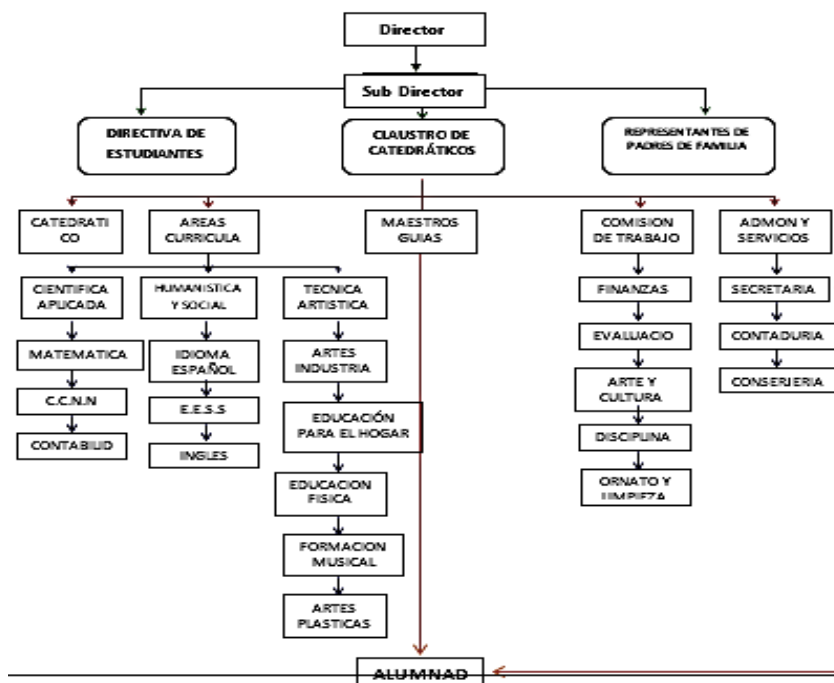 Director
Sub Director
DIRECTIVA DE
ESTUDIANTES
CLAUSTRO DE
CATEDRÁTICOS
REPRESENTANTES DE
PADRES DE FAMILIA
CATEDRATI
CO
AREAS
CURRICULA
MAESTROS
GUIAS
COMISION
DE TRABAJO
ADMON Y
SERVICIOS
CIENTIFICA
APLICADA
HUMANISTICA
Y SOCIAL
TECNICA
ARTISTICA
FINANZAS
SECRETARIA
MATEMATICA
IDIOMA
ESPAÑOL
ARTES
INDUSTRIA
EVALUACIO
CONTADURIA
C.C.N.N
E.E.S.S
EDUCACIÓN
PARA EL HOGAR
ARTE Y
CULTURA
CONSERJERIA
CONTABILID
INGLES
EDUCACION
FISICA
DISCIPLINA
ORNATO Y
LIMPIEZA
FORMACION
MUSICAL
ARTES
PLASTICAS
ALUMNAD